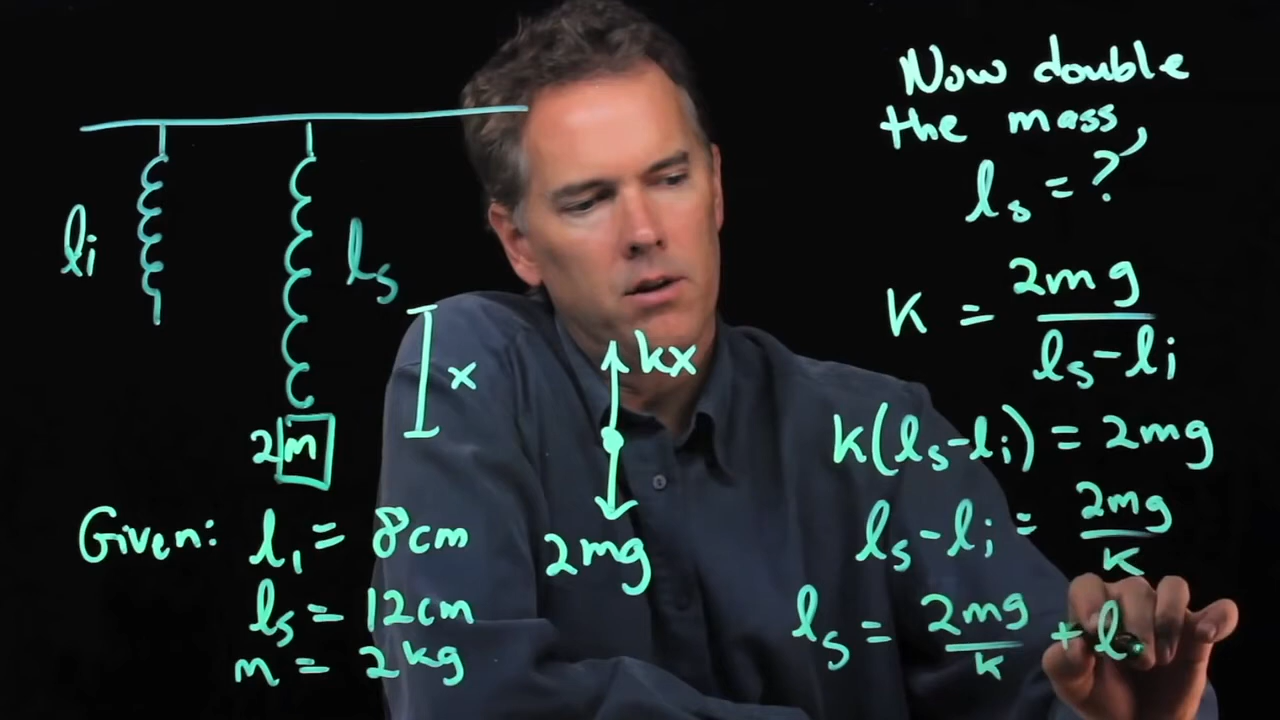 li
ls
x
2m
kx
2mg
Given: l1 = 8cm
ls = 12cm
m = 2kg
Now double
the mass,
ls = ?
K = 2mg / ls-li
K(ls-li) = 2mg
ls-li = 2mg / K
ls = 2mg / K + l